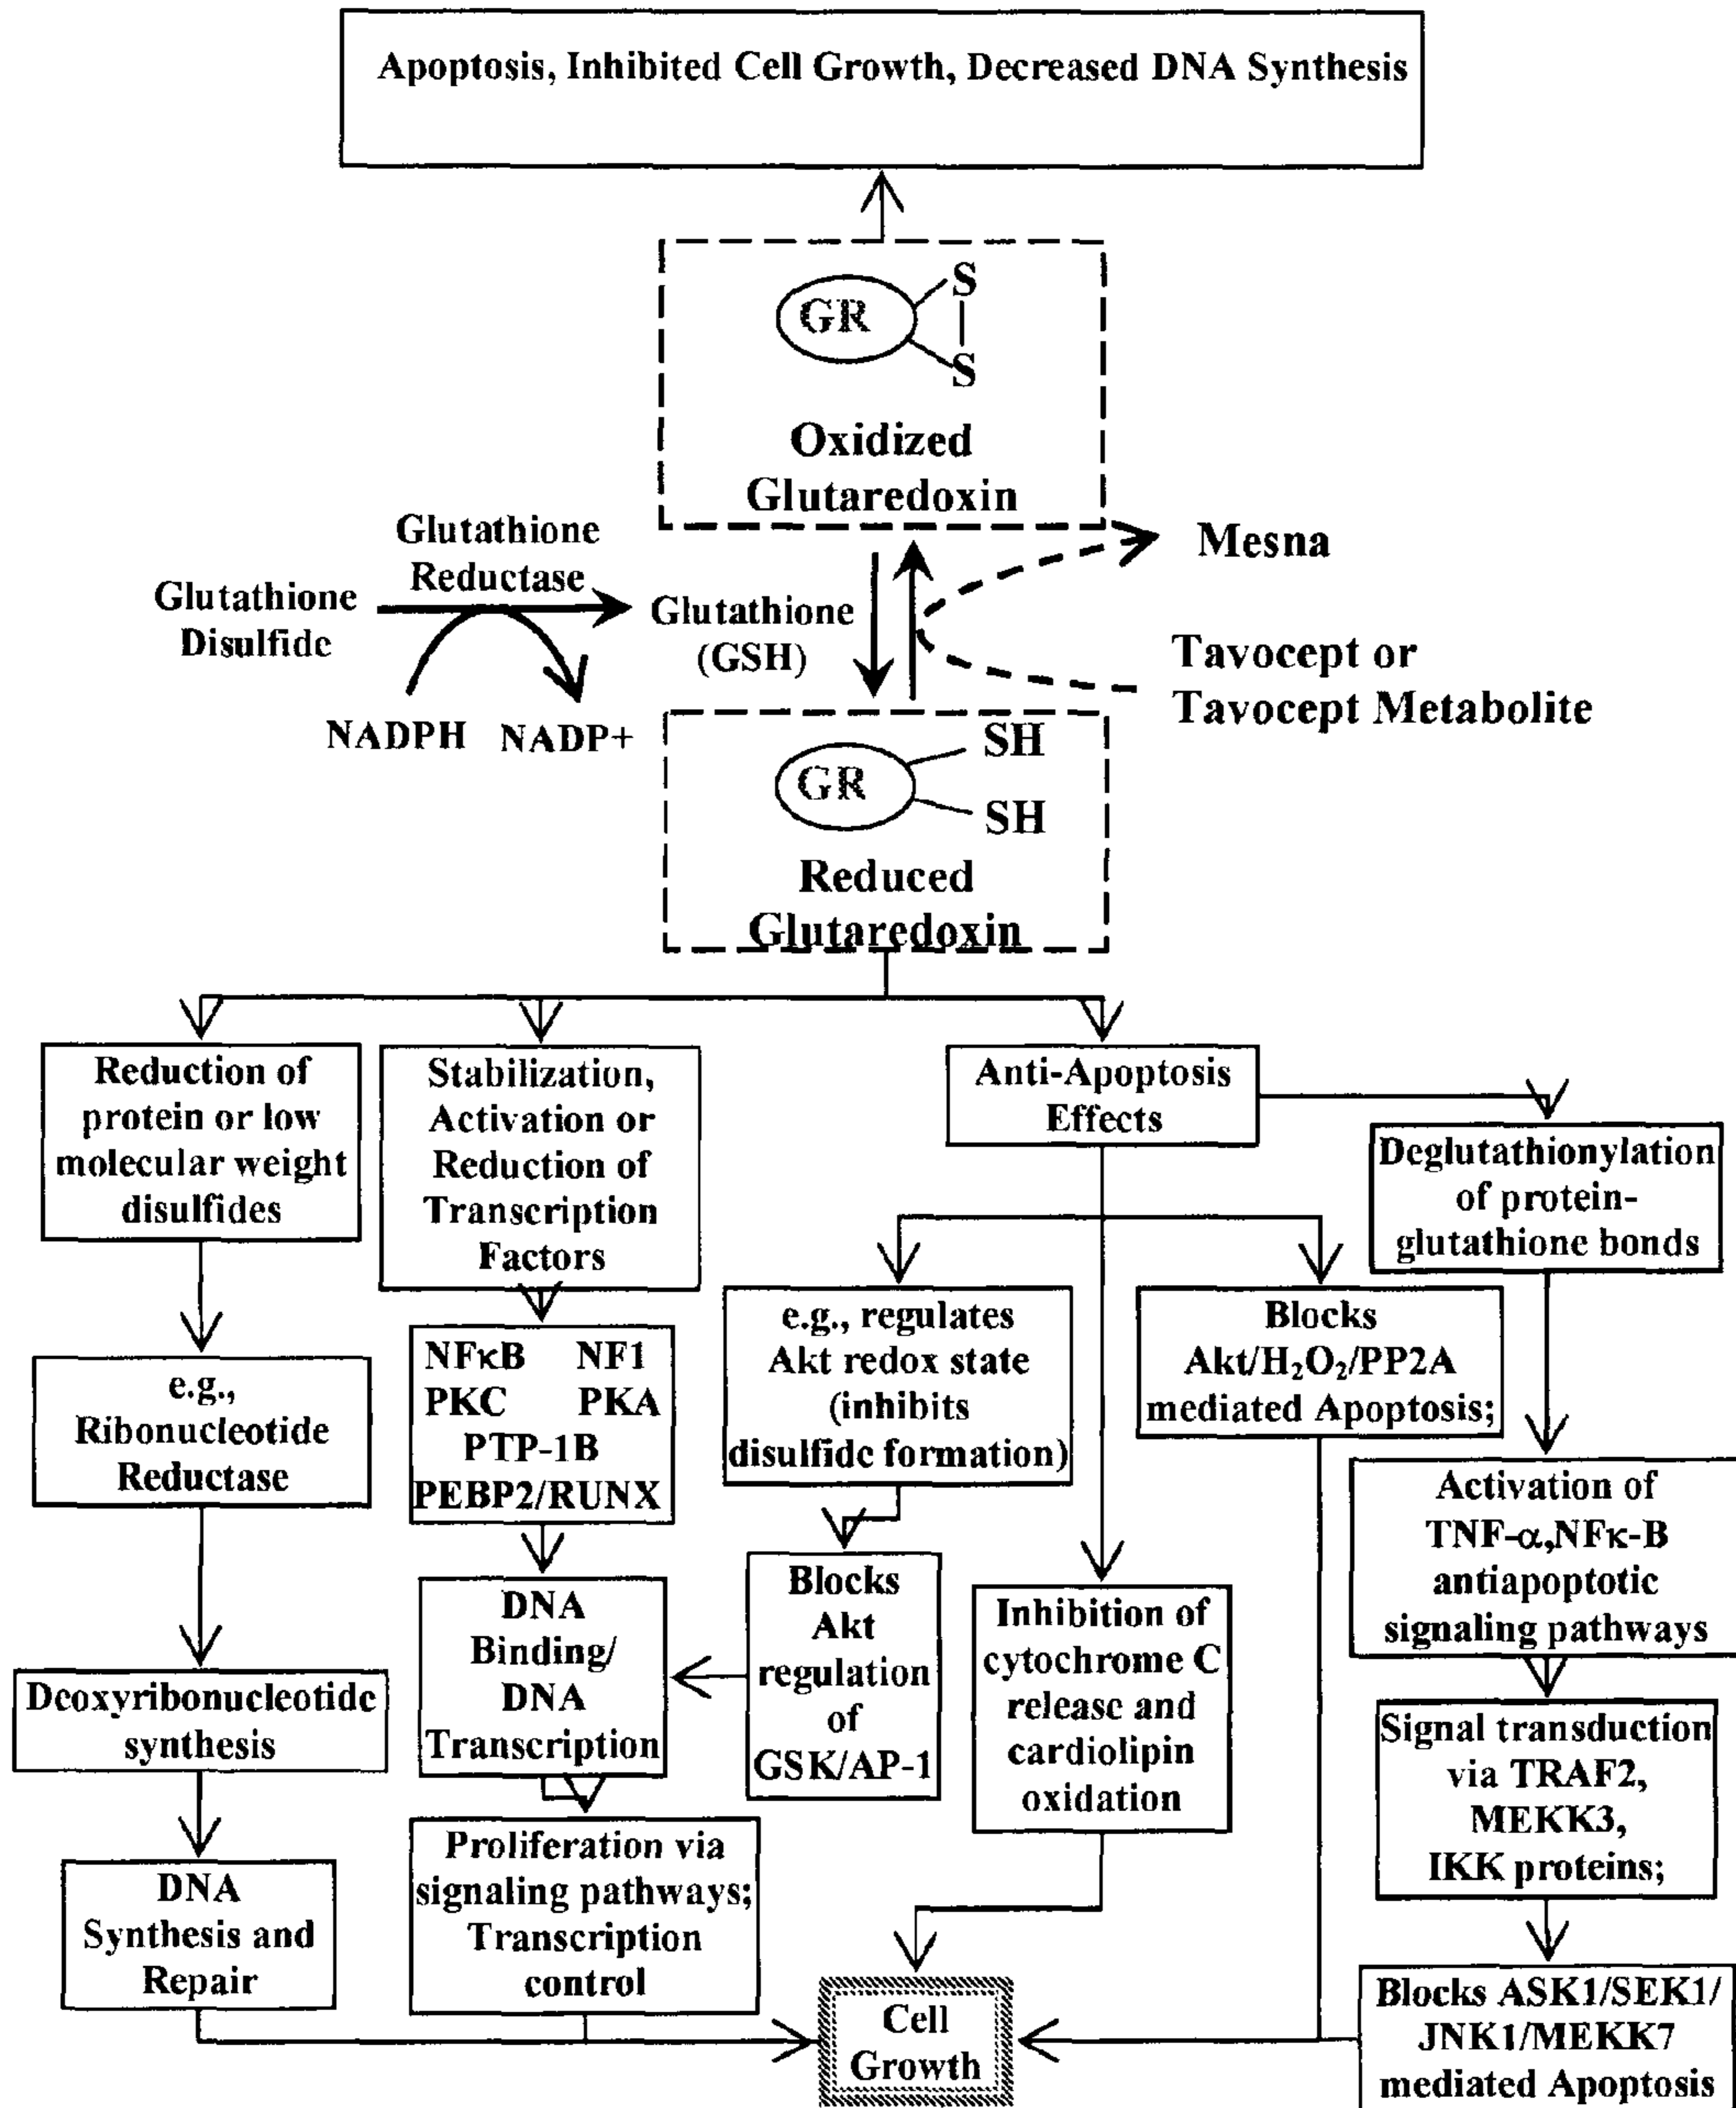 Apoptosis, Inhibited Cell Growth, Decreased DNA Synthesis
GR
S
S
Oxidized
Glutaredoxin
Glutathione
Reductase
Glutathione
Disulfide
NADPH NADP+
Glutathione
(GSH)
Mesna
Tavocept or
Tavocept Metabolite
GR
SH
SH
Reduced
Glutaredoxin
Reduction of
protein or low
molecular weight
disulfides
Stabilization,
Activation or
Reduction of
Transcription
Factors
Anti-Apoptosis
Effects
Deglutathionylation
of protein-
glutathione bonds
e.g.,
Ribonucleotide
Reductase
NFκB NF1
PKC PKA
PTP-1B
PEBP2/RUNX
e.g., regulates
Akt redox state
(inhibits
disulfide formation)
Blocks
Akt/H₂O₂/PP2A
mediated Apoptosis;
Activation of
TNF-α,NFκ-B
antiapoptotic
signaling pathways
Deoxyribonucleotide
synthesis
DNA
Binding/
DNA
Transcription
Blocks
Akt
regulation
of
GSK/AP-1
Inhibition of
cytochrome C
release and
cardiolipin
oxidation
Signal transduction
via TRAF2,
MEKK3,
IKK proteins;
DNA
Synthesis and
Repair
Proliferation via
signaling pathways;
Transcription
control
Cell
Growth
Blocks ASK1/SEK1/
JNK1/MEKK7
mediated Apoptosis